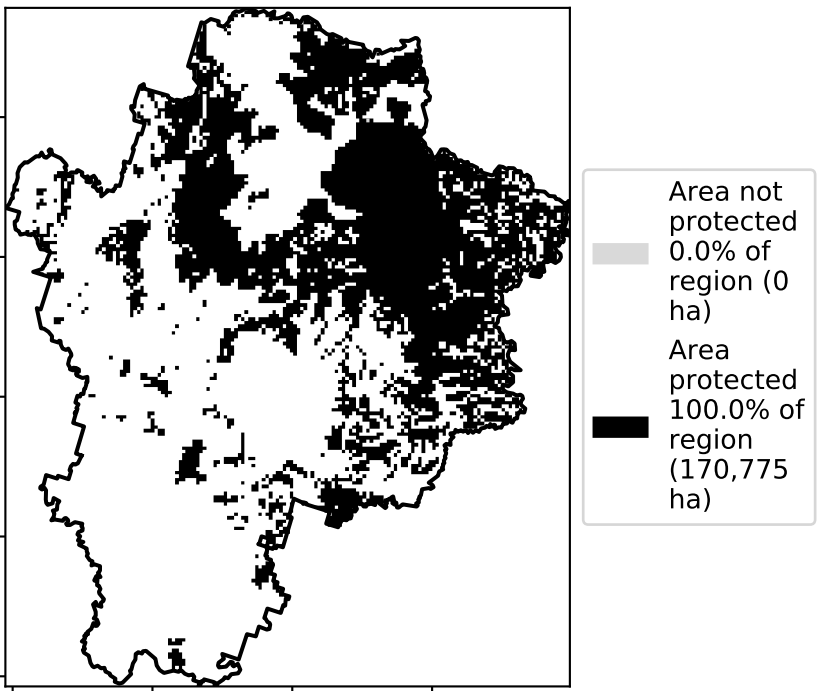 Area not
protected
0.0% of
region (0
ha)
Area
protected
100.0% of
region
(170,775
ha)